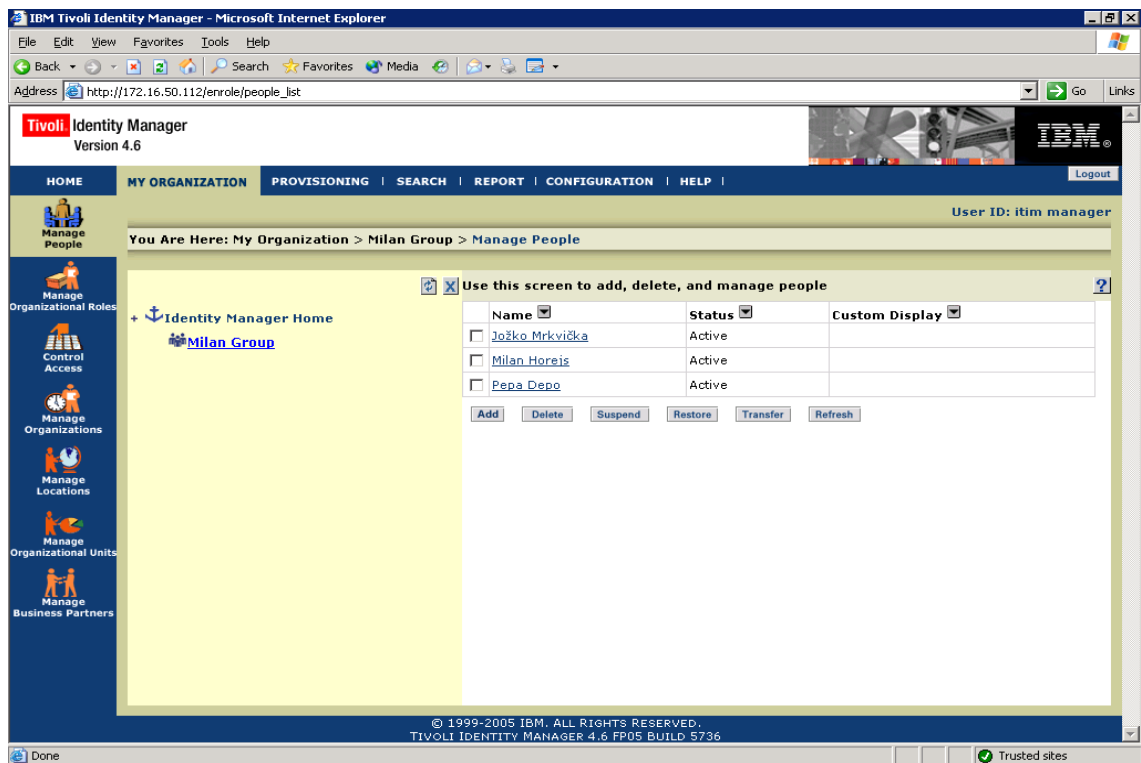 IBM Tivoli Identity Manager - Microsoft Internet Explorer
File Edit View Favorites Tools Help
Back Search Favorites Media
Address http://172.16.50.112/enrole/people_list Go Links
Tivoli Identity Manager
Version 4.6
IBM®
HOME MY ORGANIZATION PROVISIONING | SEARCH | REPORT | CONFIGURATION | HELP | Logout
User ID: itim manager
You Are Here: My Organization > Milan Group > Manage People
Manage
People
Manage
Organizational Roles
Control
Access
Manage
Organizations
Manage
Locations
Manage
Organizational Units
Manage
Business Partners
+ Identity Manager Home
Milan Group
X Use this screen to add, delete, and manage people ?
Name Status Custom Display
Jožko Mrkvička Active
Milan Horejs Active
Pepa Depo Active
Add Delete Suspend Restore Transfer Refresh
© 1999-2005 IBM. ALL RIGHTS RESERVED.
TIVOLI IDENTITY MANAGER 4.6 FP05 BUILD 5736
Done Trusted sites